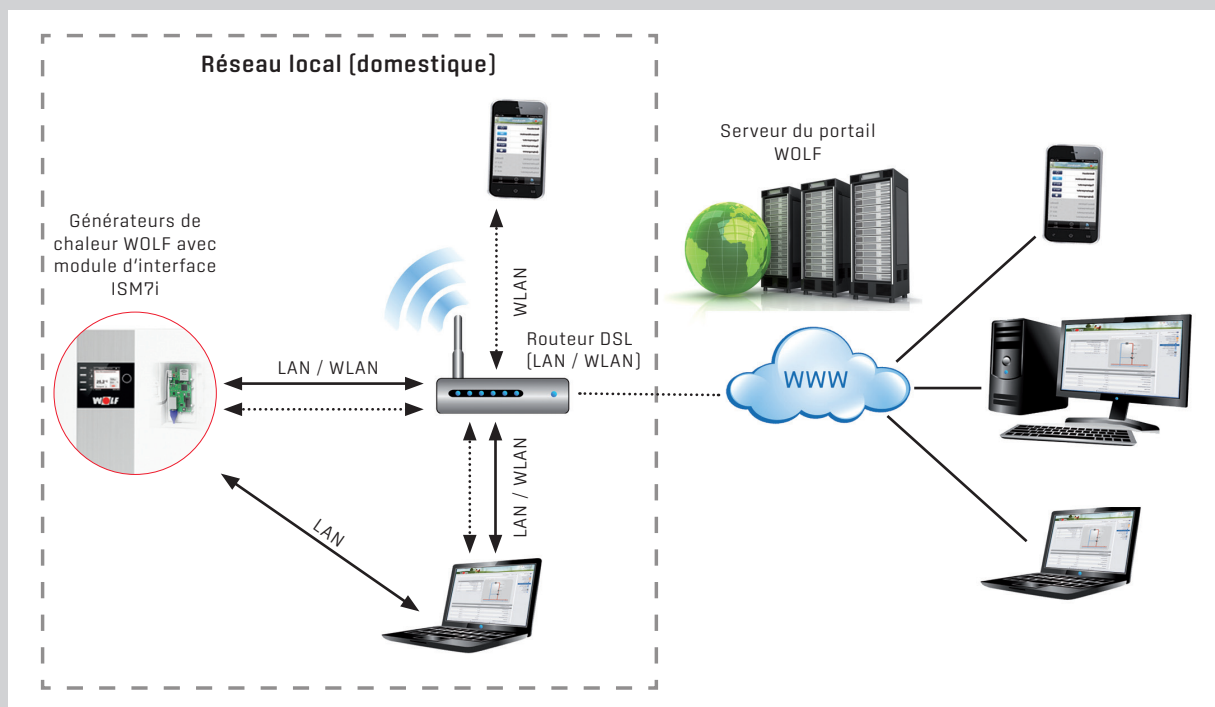 Réseau local (domestique)
Serveur du portail
WOLF
Générateurs de
chaleur WOLF avec
module d'interface
ISM7i
WLAN
Routeur DSL
(LAN / WLAN)
LAN / WLAN
WWW
WOLF
LAN / WLAN
LAN